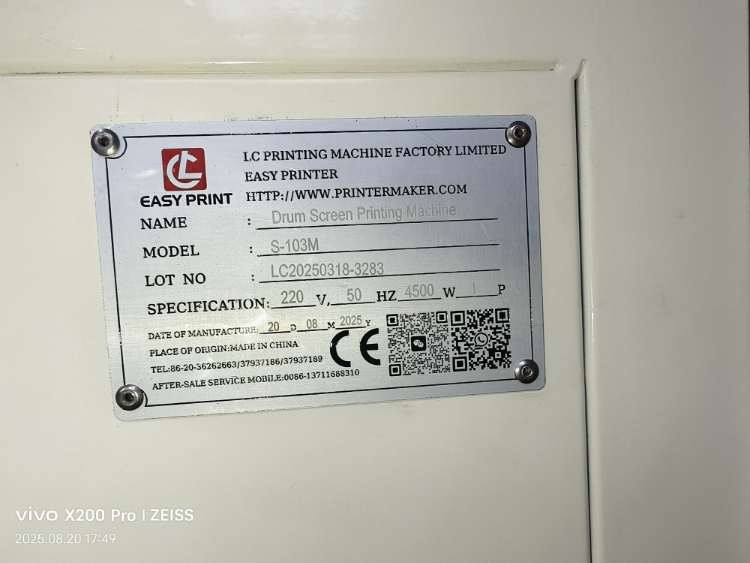 LC PRINTING MACHINE FACTORY LIMITED
EASY PRINTER
EASY PRINT HTTP://WWW.PRINTERMAKER.COM
NAME : Drum Screen Printing Machine
MODEL : S-103M
LOT NO : LC20250318-3283
SPECIFICATION: 220 V, 50 HZ 4500 W 1 P
DATE OF MANUFACTURE: 20 D 08 M 2025 Y
PLACE OF ORIGIN:MADE IN CHINA
TEL:86-20-36262663/37937186/37937189
AFTER-SALE SERVICE MOBILE:0086-13711688310
CE
vivo X200 Pro | ZEISS
2025.08.20 17:49